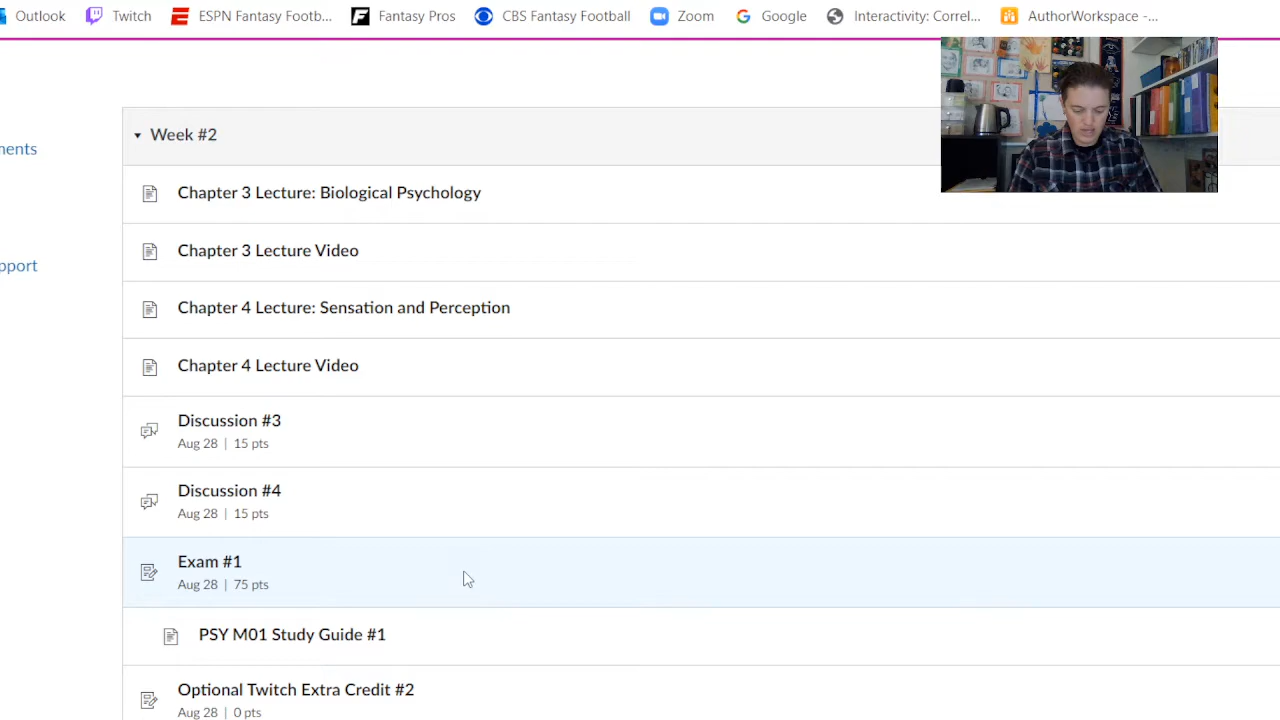 Outlook Twitch ESPN Fantasy Footb... Fantasy Pros CBS Fantasy Football Zoom Google Interactivity: Correl... AuthorWorkspace -...
Week #2
nents
Chapter 3 Lecture: Biological Psychology
Chapter 3 Lecture Video
pport
Chapter 4 Lecture: Sensation and Perception
Chapter 4 Lecture Video
Discussion #3
Aug 28 | 15 pts
Discussion #4
Aug 28 | 15 pts
Exam #1
Aug 28 | 75 pts
PSY M01 Study Guide #1
Optional Twitch Extra Credit #2
Aug 28 | 0 pts